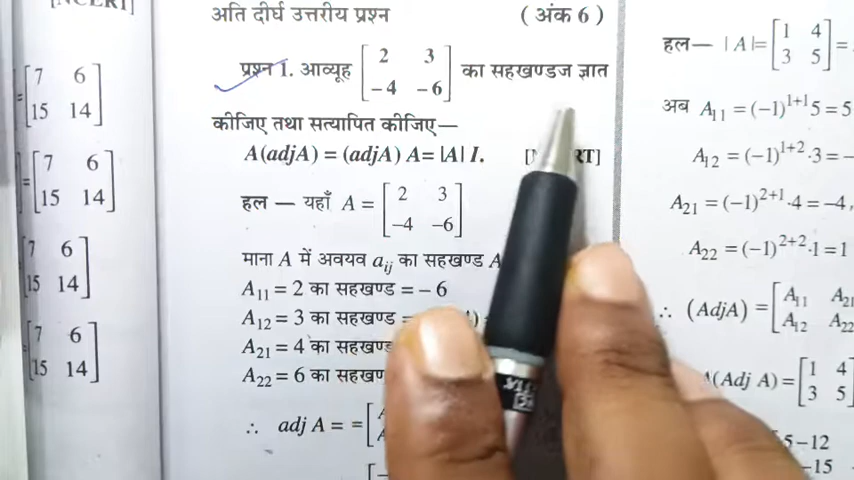 7 6
15 14
= 7 6
15 14
7 6
15 14
7 6
15 14
अति दीर्घ उत्तरीय प्रश्न ( अंक 6 )
प्रश्न 1. आव्यूह [2 3
-4 -6] का सहखण्डज ज्ञात
कीजिए तथा सत्यापित कीजिए—
A(adjA) = (adjA) A= |A| I.
हल — यहाँ A = [2 3
-4 -6]
माना A में अवयव aij का सहखण्ड A
A11 = 2 का सहखण्ड = - 6
A12 = 3 का सहखण्ड =
A21 = 4 का सहखण्ड
A22 = 6 का
∴ adj A = =
हल— | A |= [1 4
3 5] =
अब A11 = (-1)^1+1 5 = 5
A12 = (-1)^1+2 · 3 = -
A21 = (-1)^2+1 · 4 = -4,
A22 = (-1)^2+2 · 1 = 1
∴ (AdjA) = [A11 A21
A12 A22
(Adj A) = [1 4
3 5]
5 -12
-15